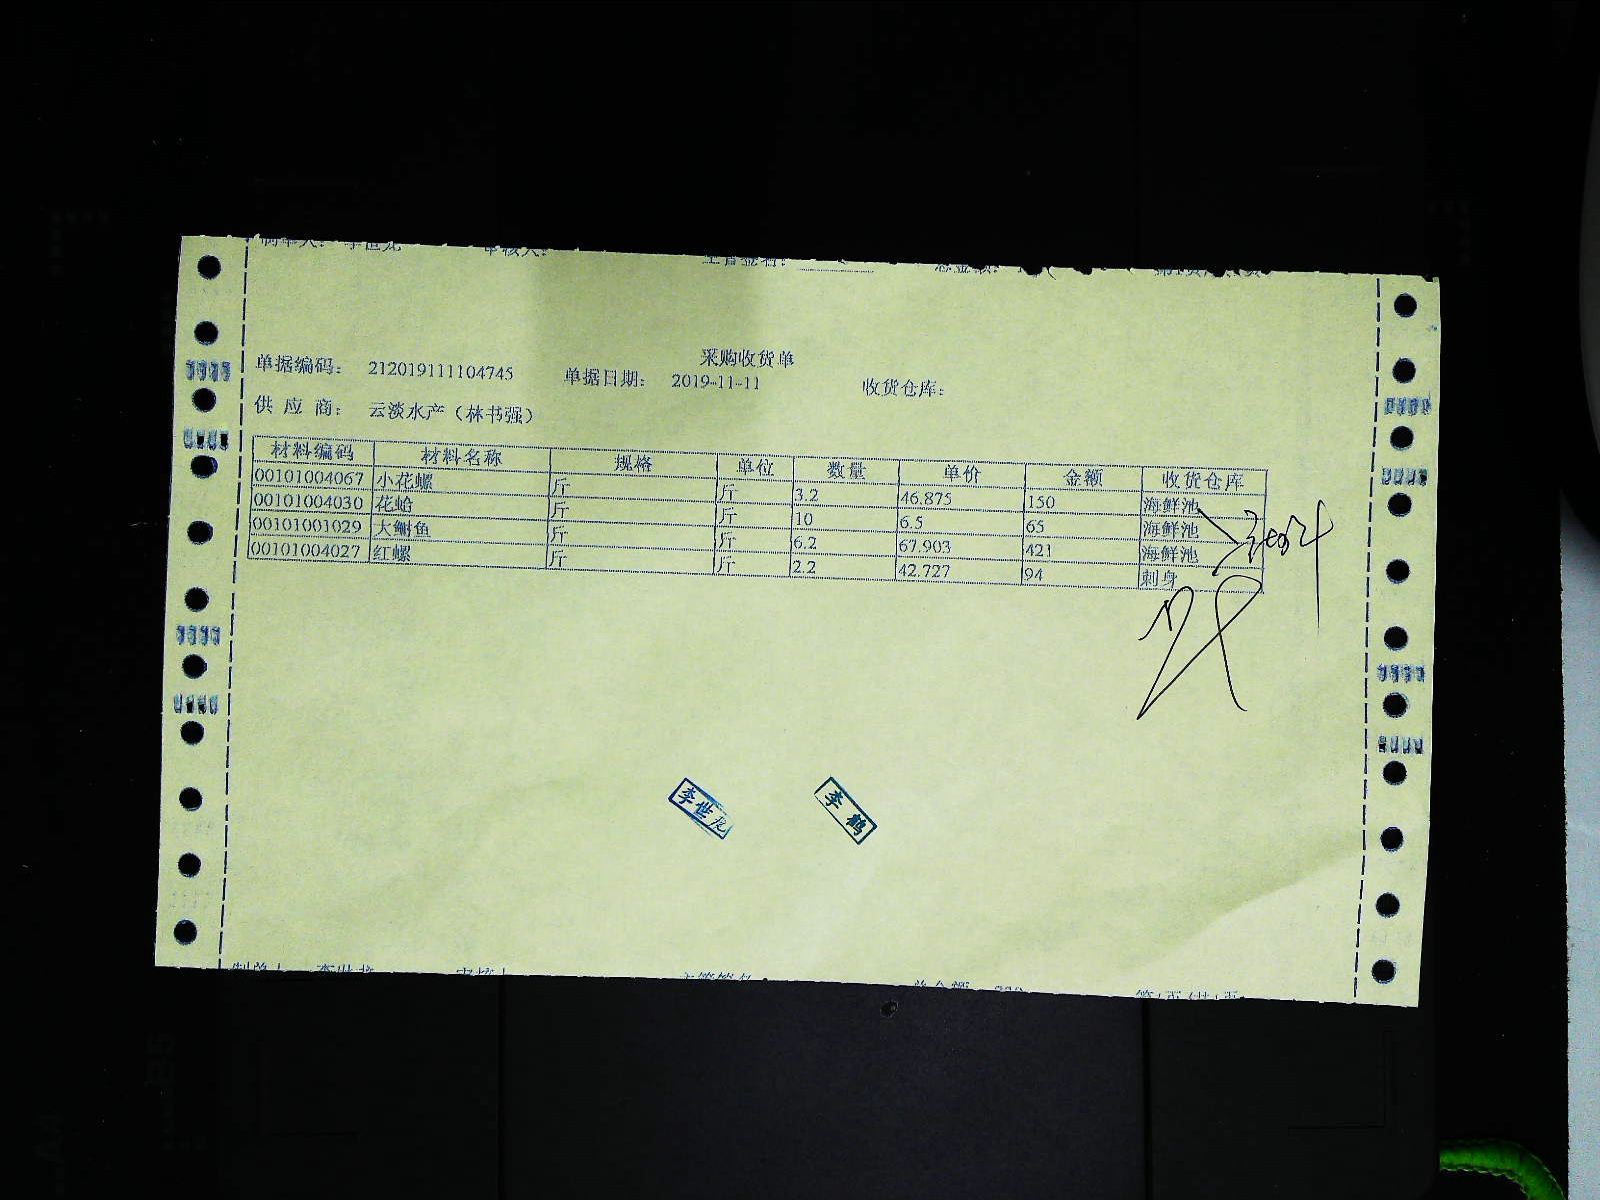 采购收货单
单据编码： 212019111104745 单据日期： 2019-11-11 收货仓库：
供 应 商： 云淡水产（林书强）
材料编码 材料名称 规格 单位 数量 单价 金额 收货仓库
00101004067 小花螺 斤 斤 3.2 46.875 150 海鲜池
00101004030 花蛤 斤 斤 10 6.5 65 海鲜池
00101001029 大鲥鱼 斤 斤 6.2 67.903 421 海鲜池
00101004027 红螺 斤 斤 2.2 42.727 94 刺身
李世龙 李鹤